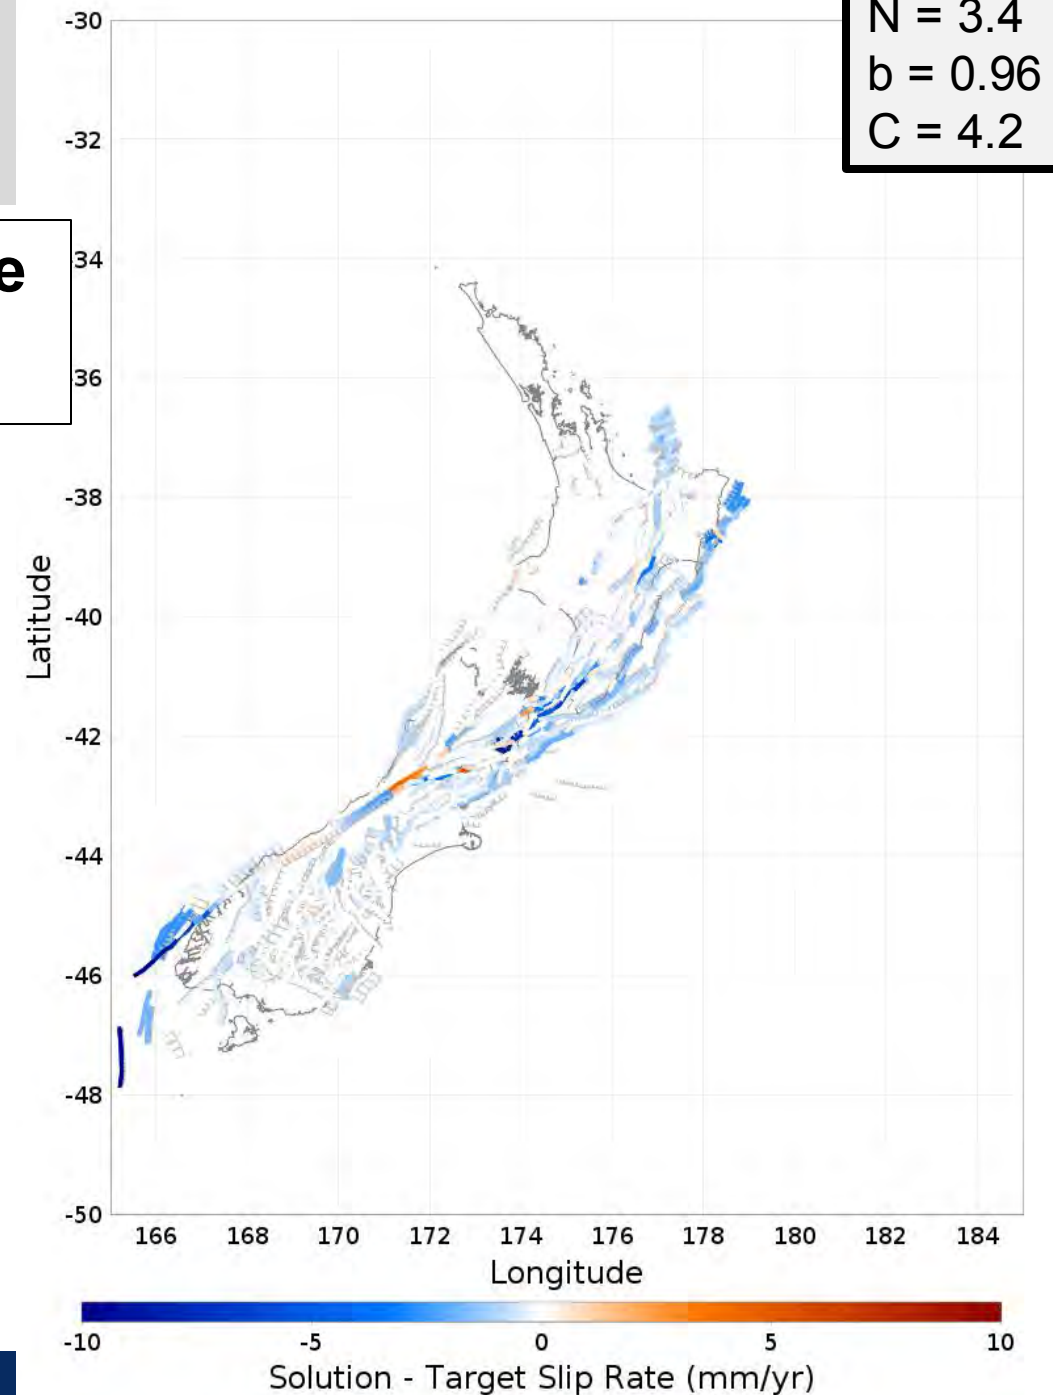 N = 3.4
b = 0.96
C = 4.2
e
-30
-32
34
36
-38
-40
-42
-44
-46
-48
-50
Latitude
166 168 170 172 174 176 178 180 182 184
Longitude
-10 -5 0 5 10
Solution - Target Slip Rate (mm/yr)